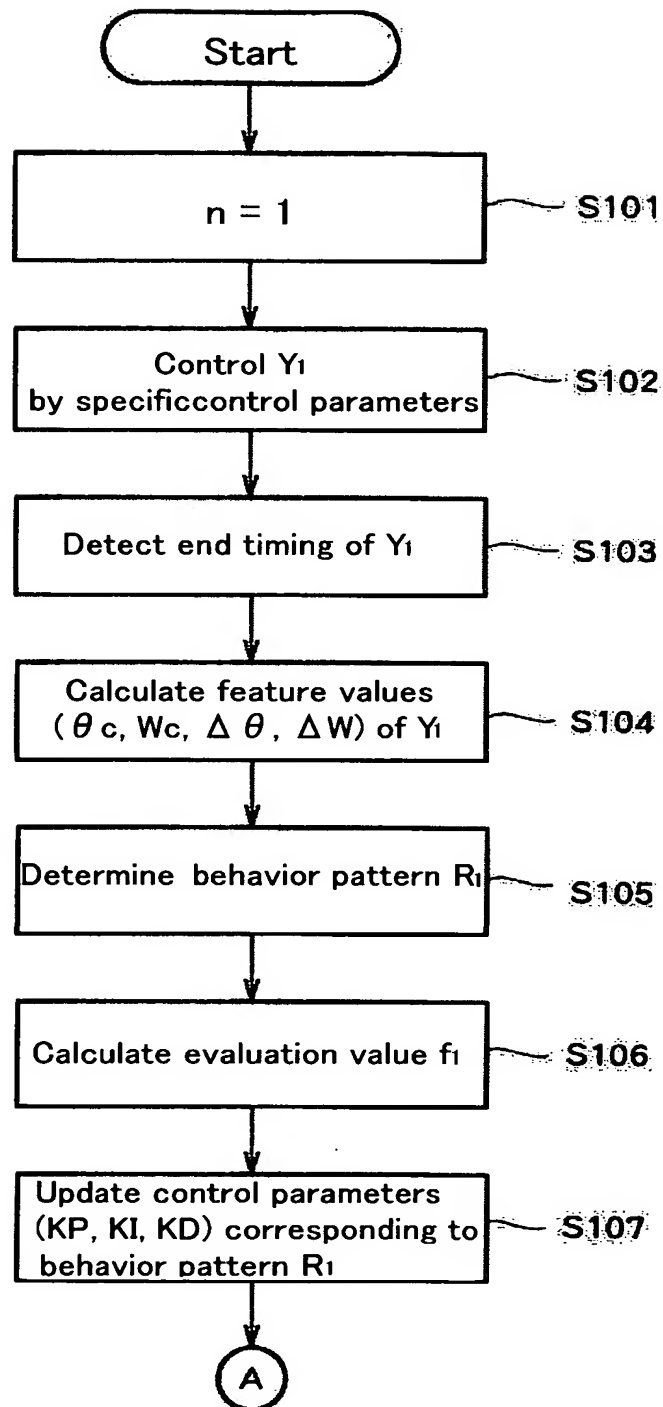 Start
n = 1
S101
Control Y1
by specificcontrol parameters
S102
Detect end timing of Y1
S103
Calculate feature values
(θc, Wc, Δθ, ΔW) of Y1
S104
Determine behavior pattern R1
S105
Calculate evaluation value f1
S106
Update control parameters
(KP, KI, KD) corresponding to
behavior pattern R1
S107
A